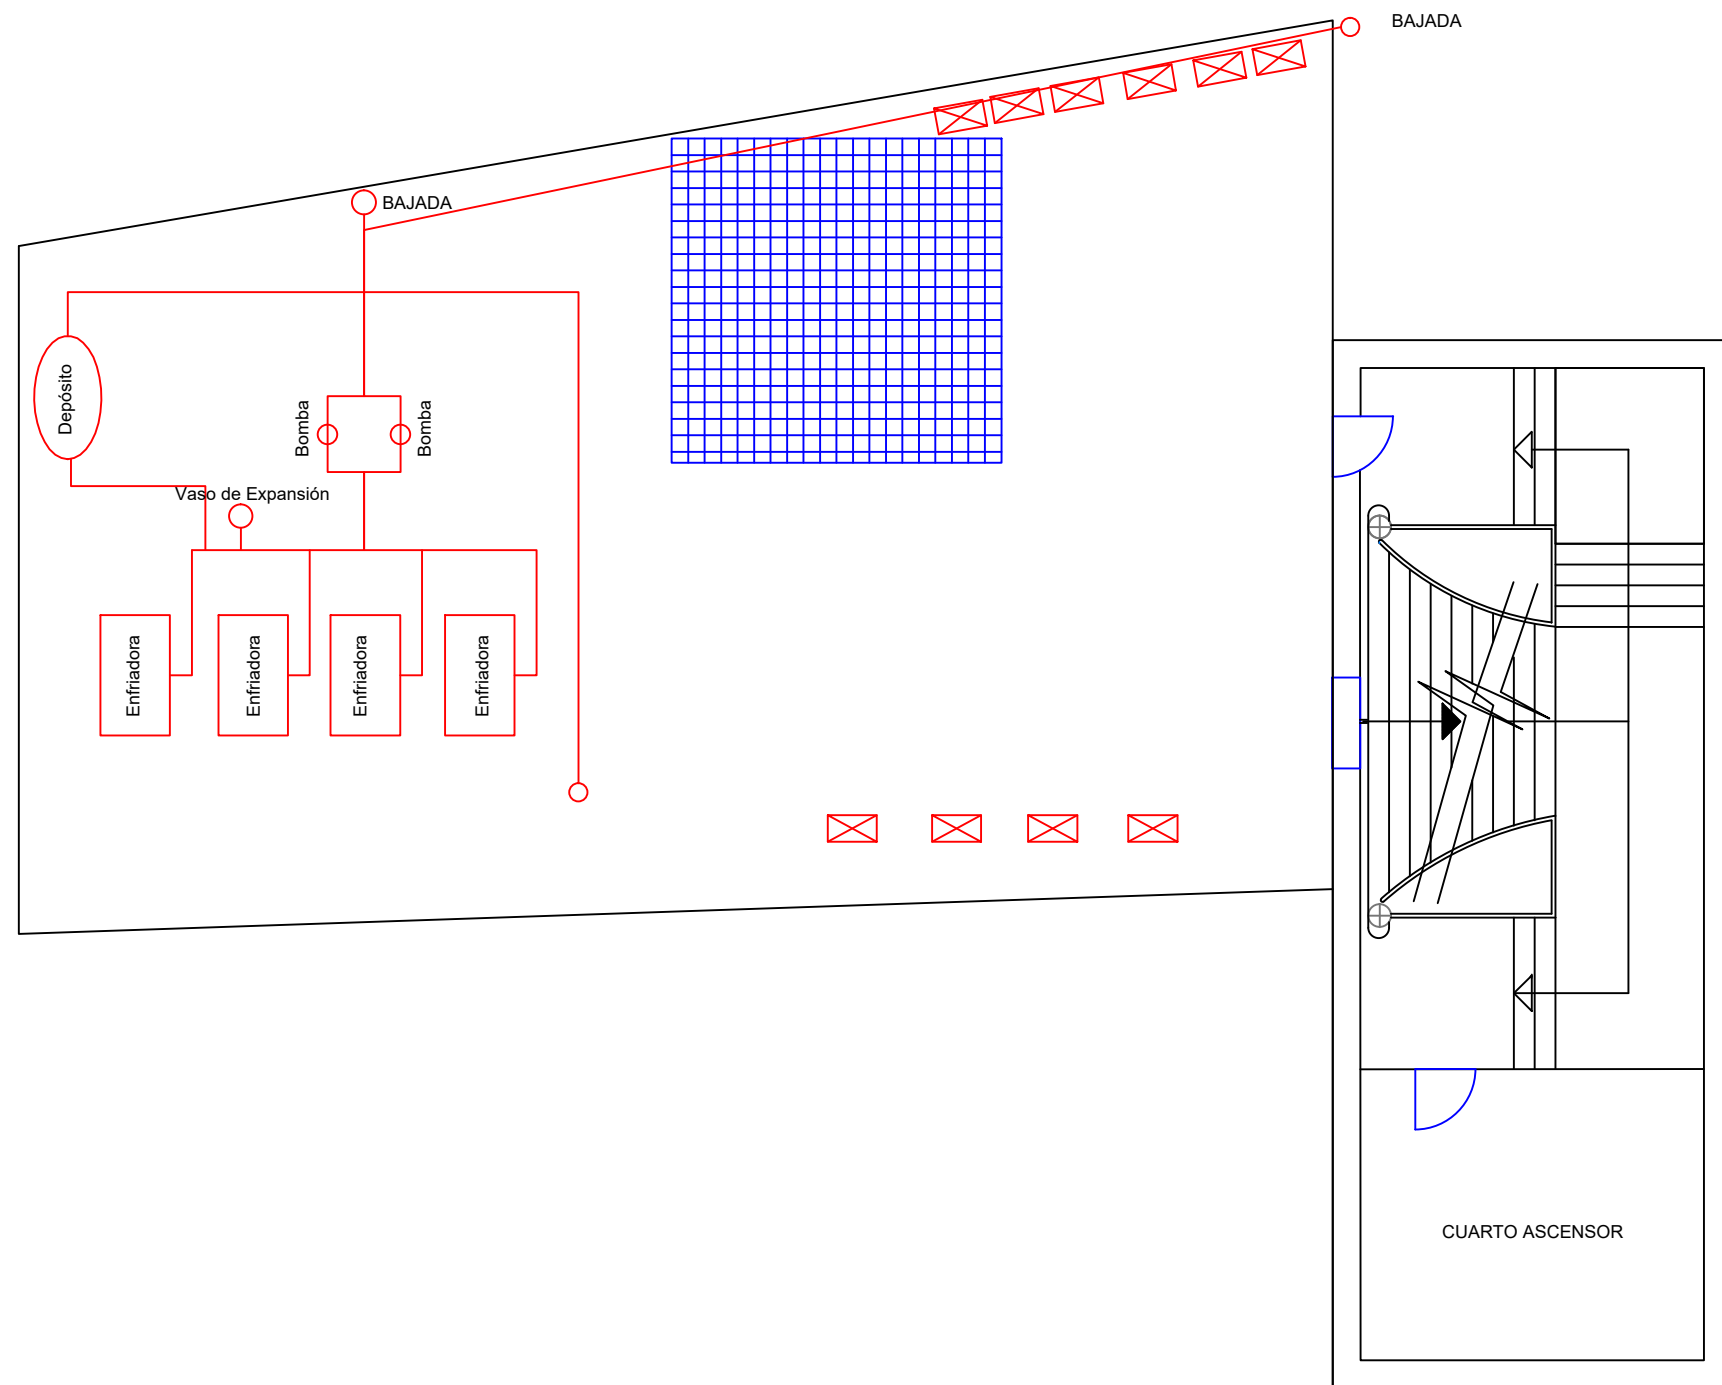 BAJADA
BAJADA
Depósito
Bomba
Bomba
Vaso de Expansión
Enfriadora
Enfriadora
Enfriadora
Enfriadora
CUARTO ASCENSOR